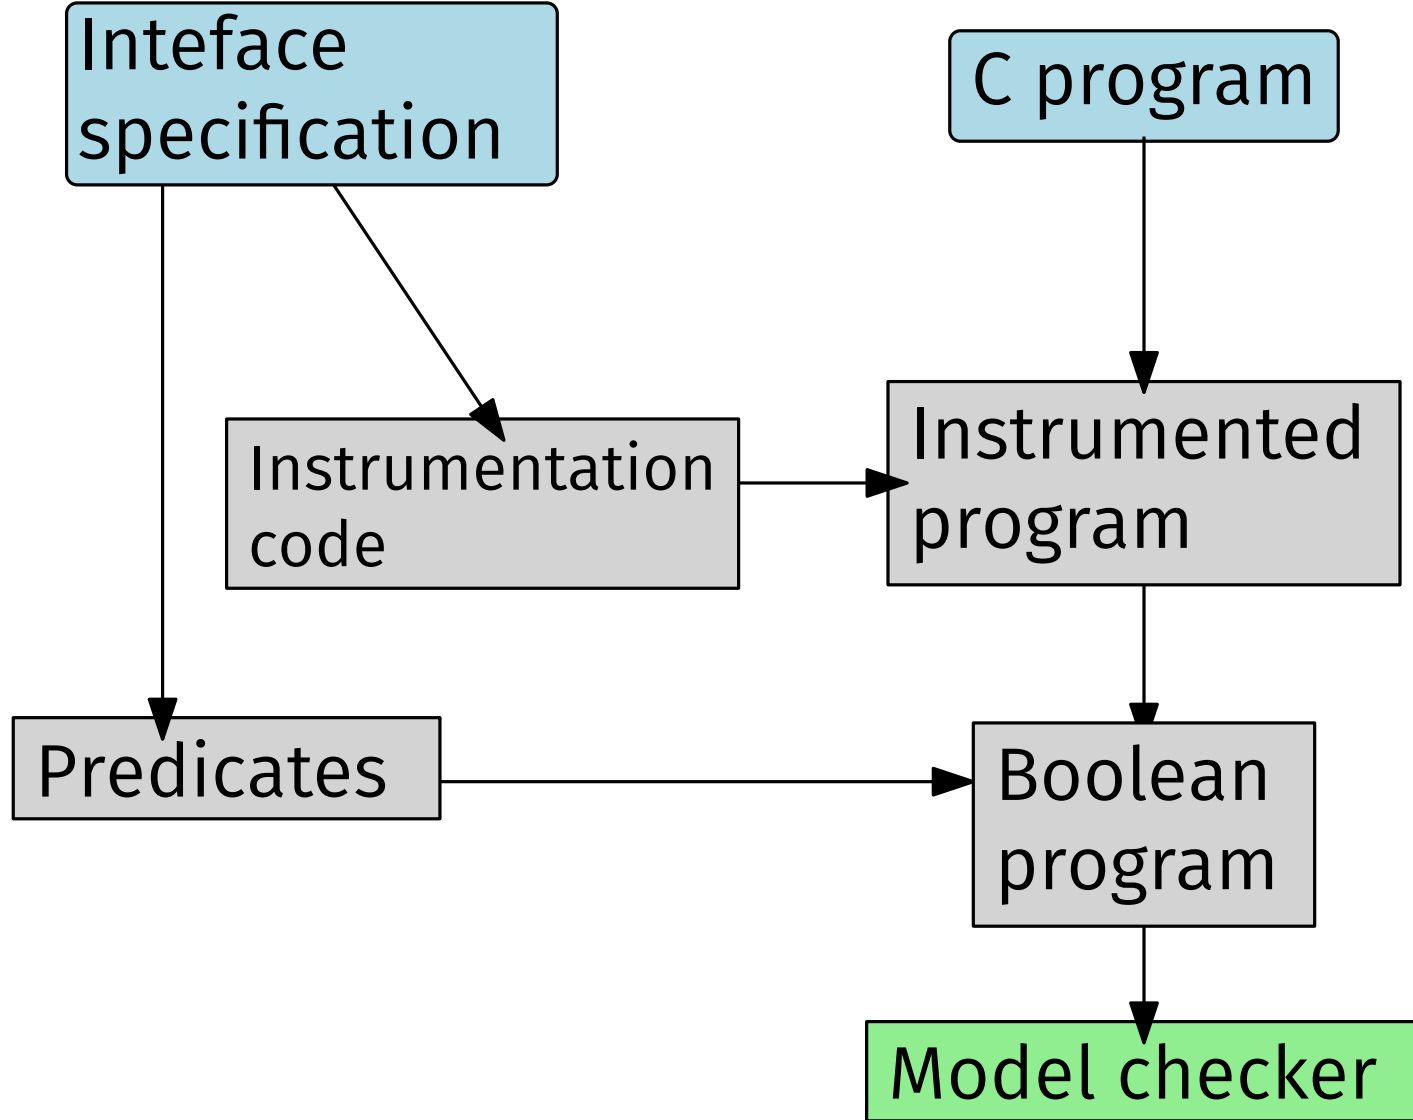 Inteface
specification
C program
Instrumentation
code
Instrumented
program
Predicates
Boolean
program
Model checker